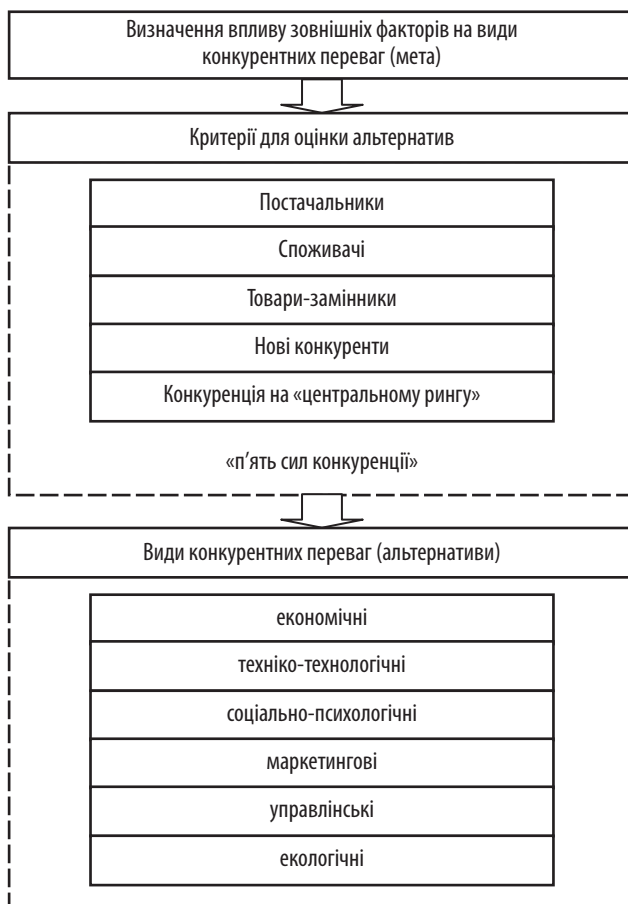 Визначення впливу зовнішніх факторів на види
конкурентних переваг (мета)
Критерії для оцінки альтернатив
Постачальники
Споживачі
Товари-замінники
Нові конкуренти
Конкуренція на «центральному рингу»
«п’ять сил конкуренції»
Види конкурентних переваг (альтернативи)
економічні
техніко-технологічні
соціально-психологічні
маркетингові
управлінські
екологічні